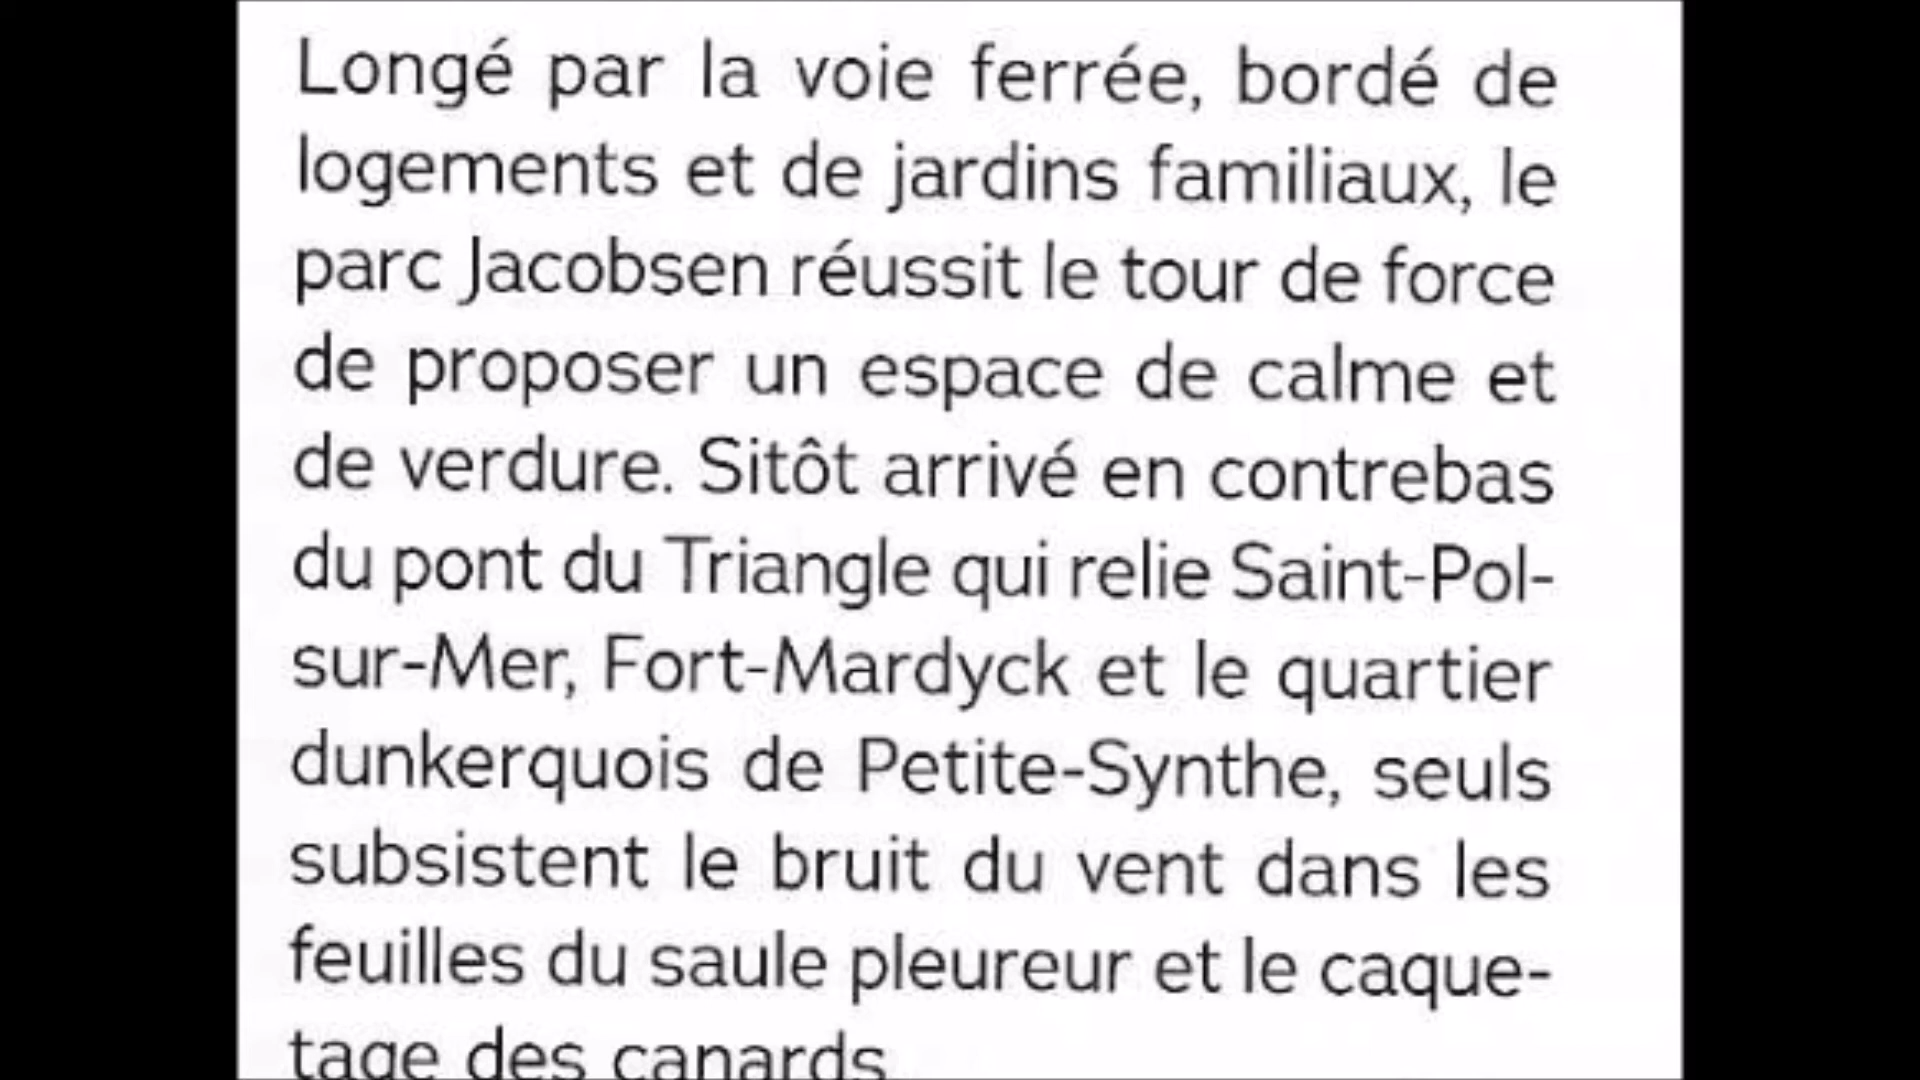 Longé par la voie ferrée, bordé de
logements et de jardins familiaux, le
parc Jacobsen réussit le tour de force
de proposer un espace de calme et
de verdure. Sitôt arrivé en contrebas
du pont du Triangle qui relie Saint-Pol-
sur-Mer, Fort-Mardyck et le quartier
dunkerquois de Petite-Synthe, seuls
subsistent le bruit du vent dans les
feuilles du saule pleureur et le caque-
tage des canards